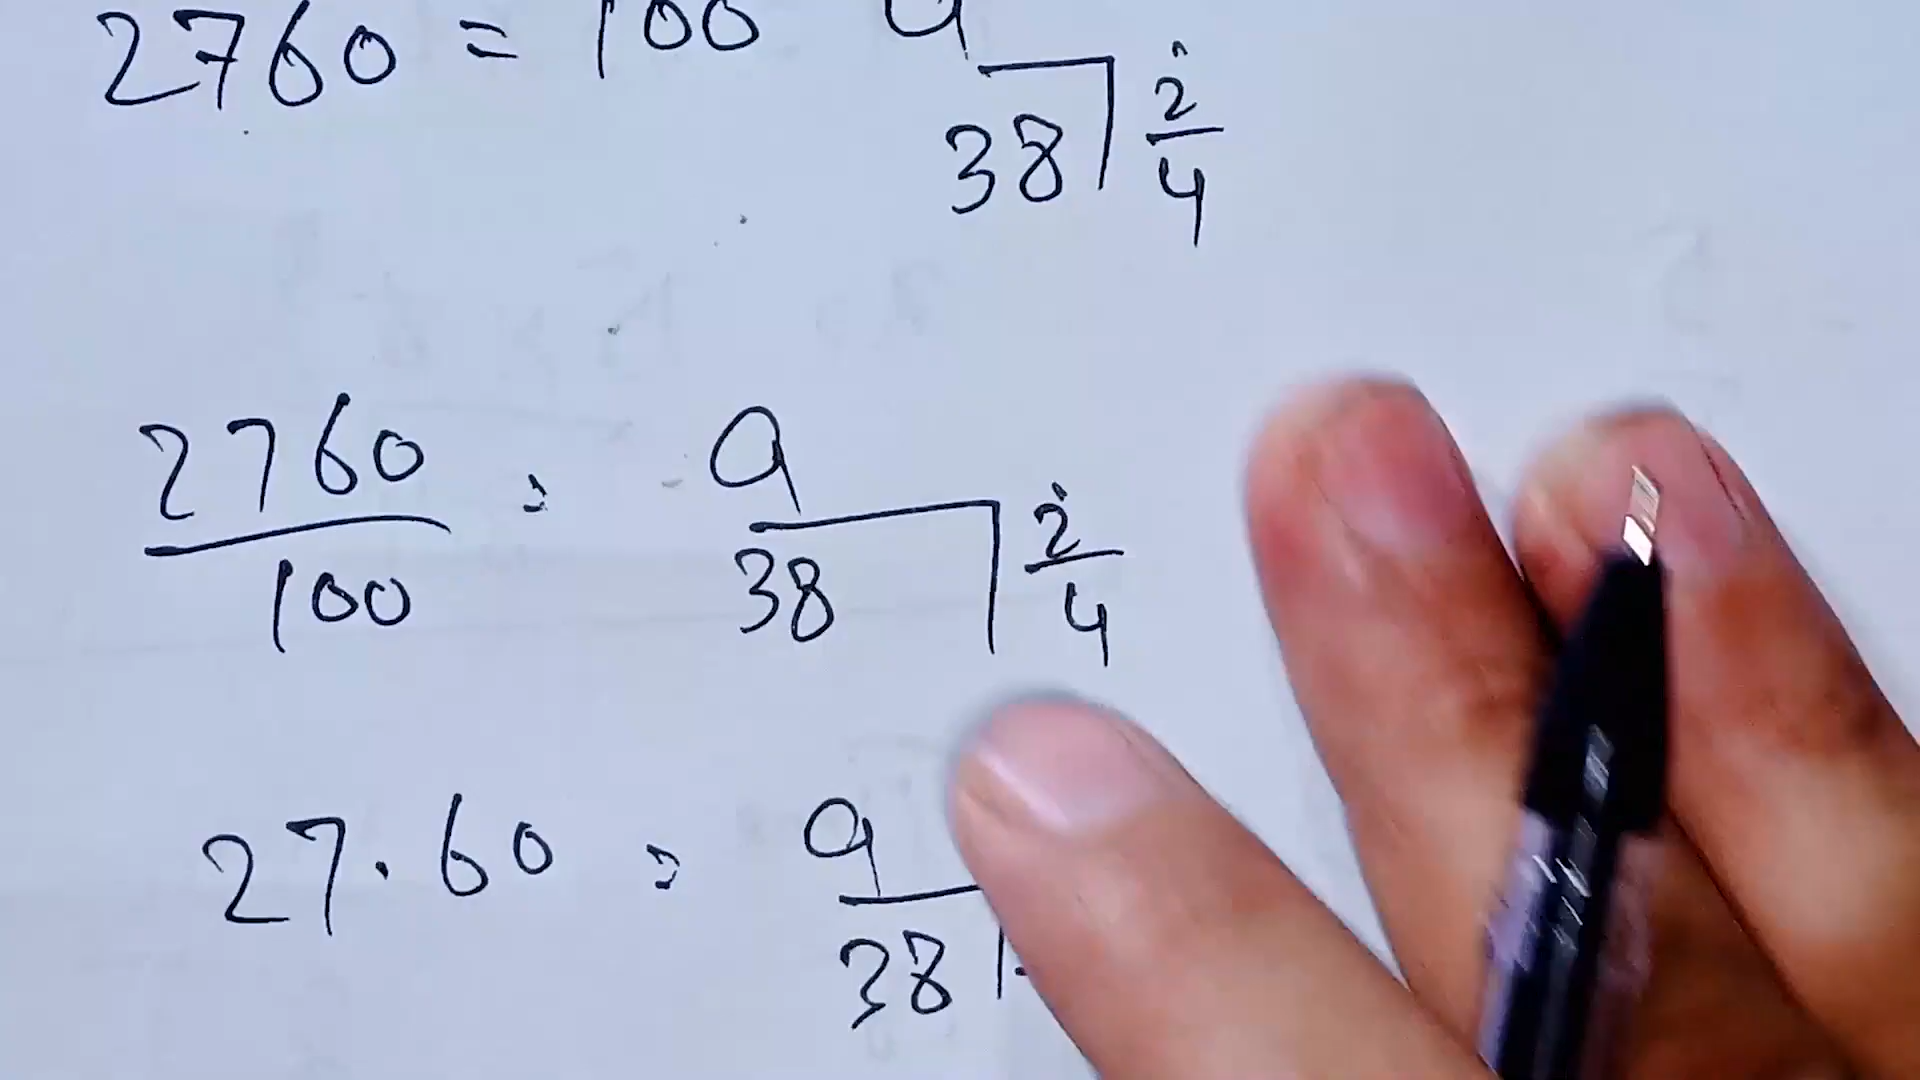 2760 = 100 a
38 2/4
2760/100 = a
38 2/4
27.60 = a
38